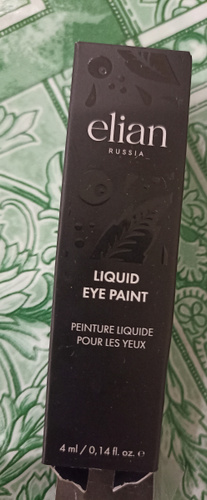 elian
RUSSIA
LIQUID
EYE PAINT
PEINTURE LIQUIDE
POUR LES YEUX
4 ml / 0,14 fl. oz. e